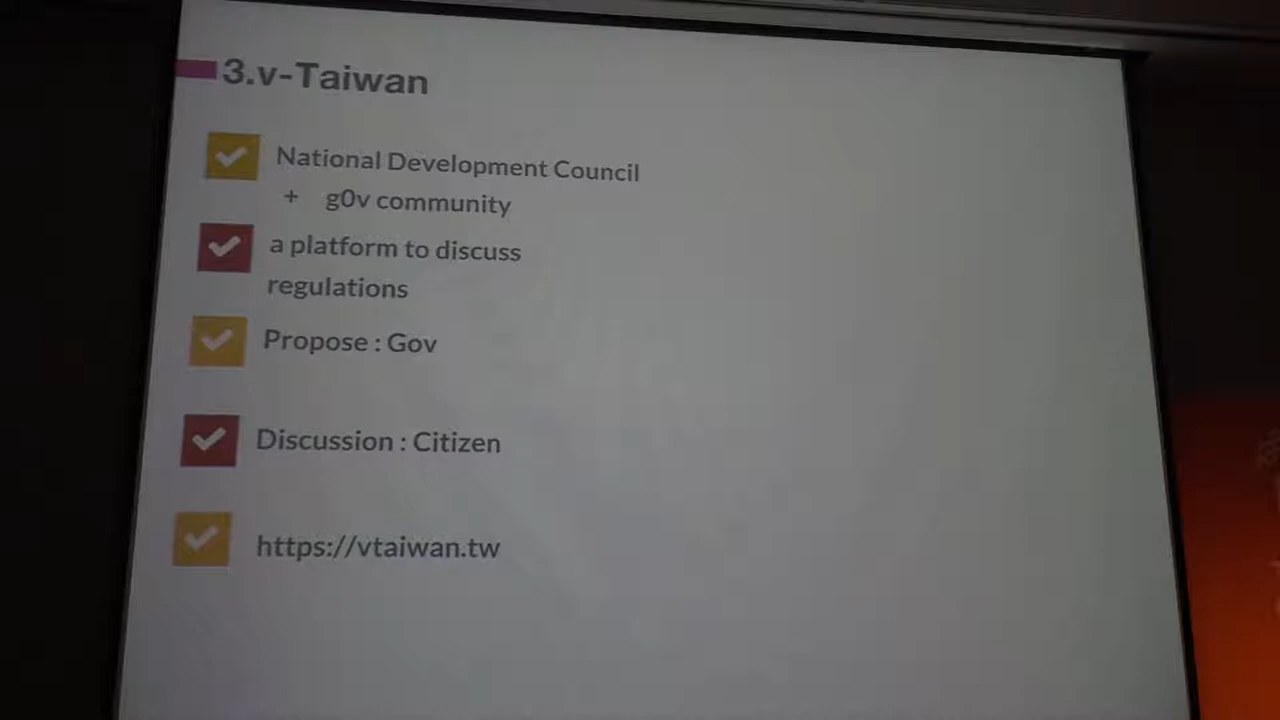 3.v-Taiwan
National Development Council
+ g0v community
a platform to discuss
regulations
Propose : Gov
Discussion : Citizen
https://vtaiwan.tw